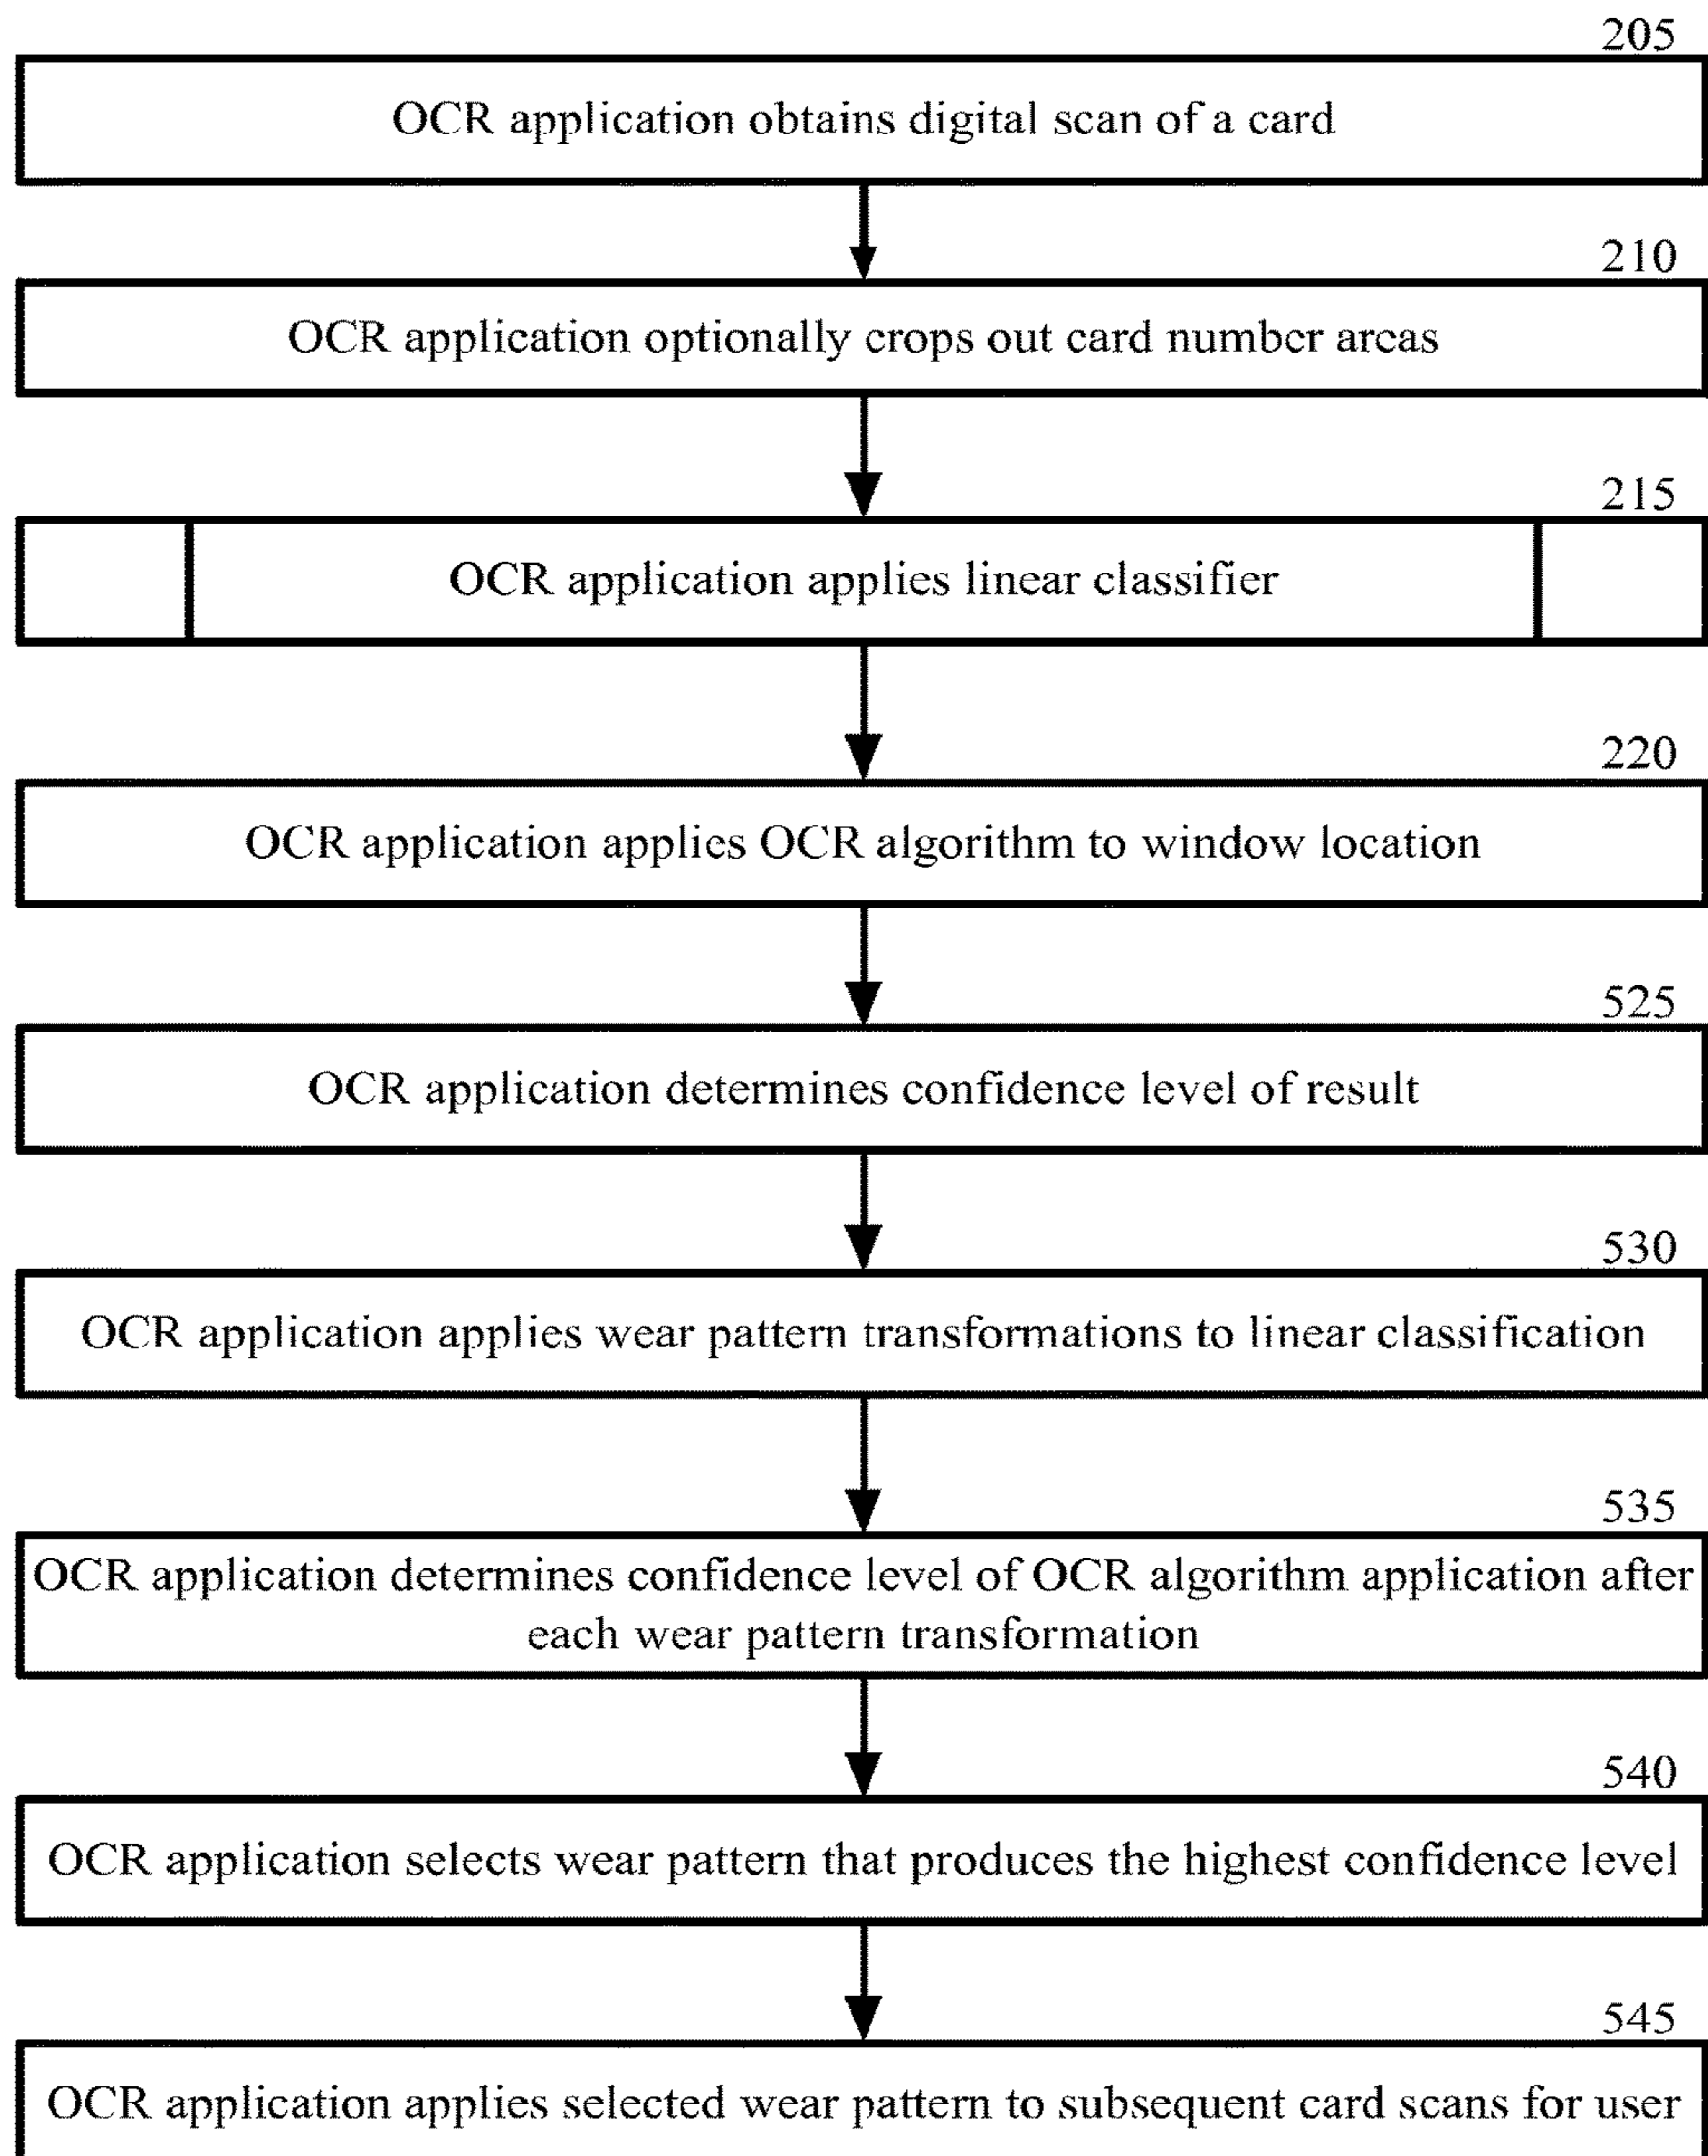 205
OCR application obtains digital scan of a card
210
OCR application optionally crops out card number areas
215
OCR application applies linear classifier
220
OCR application applies OCR algorithm to window location
525
OCR application determines confidence level of result
530
OCR application applies wear pattern transformations to linear classification
535
OCR application determines confidence level of OCR algorithm application after
each wear pattern transformation
540
OCR application selects wear pattern that produces the highest confidence level
545
OCR application applies selected wear pattern to subsequent card scans for user